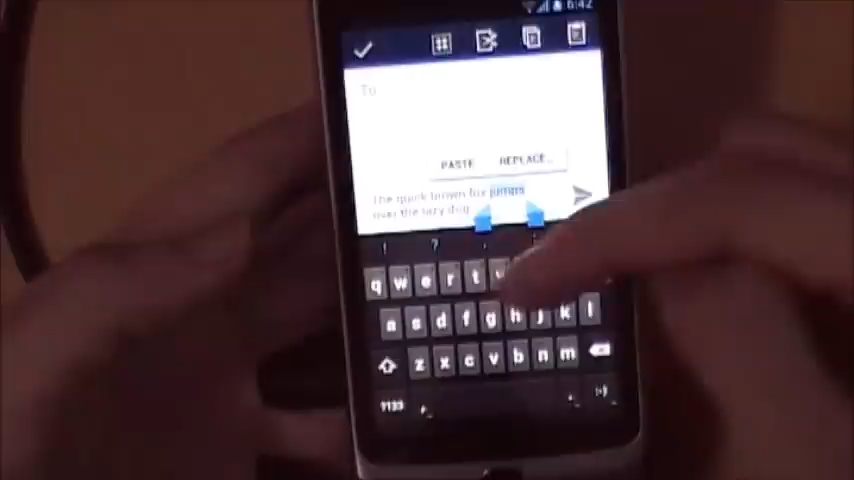 6:42
To
PASTE REPLACE...
The quick brown fox jumps
over the lazy dog
! ? ,
q w e r t
a s d f g h j k l
z x c v b n m
?123 , . :-)